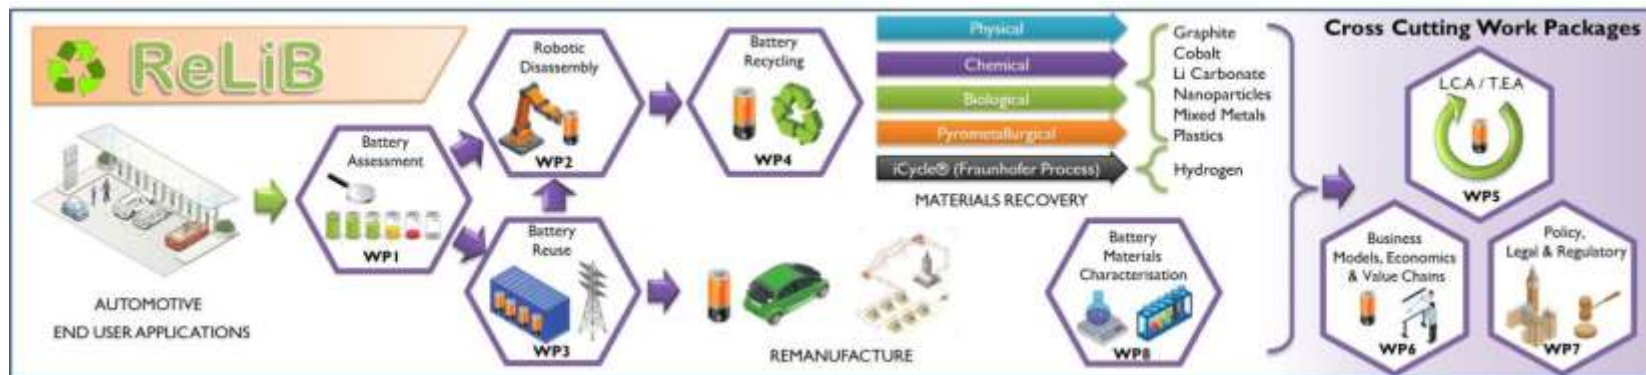 ReLiB
AUTOMOTIVE
END USER APPLICATIONS
Battery
Assessment
WP1
Robotic
Disassembly
WP2
Battery
Reuse
WP3
Battery
Recycling
WP4
REMANUFACTURE
Physical
Chemical
Biological
Pyrometallurgical
iCycle® (Fraunhofer Process)
MATERIALS RECOVERY
Graphite
Cobalt
Li Carbonate
Nanoparticles
Mixed Metals
Plastics
Hydrogen
Battery
Materials
Characterisation
WP8
Cross Cutting Work Packages
L.C.A / T.E.A
WP5
Business
Models, Economics
& Value Chains
WP6
Policy,
Legal & Regulatory
WP7